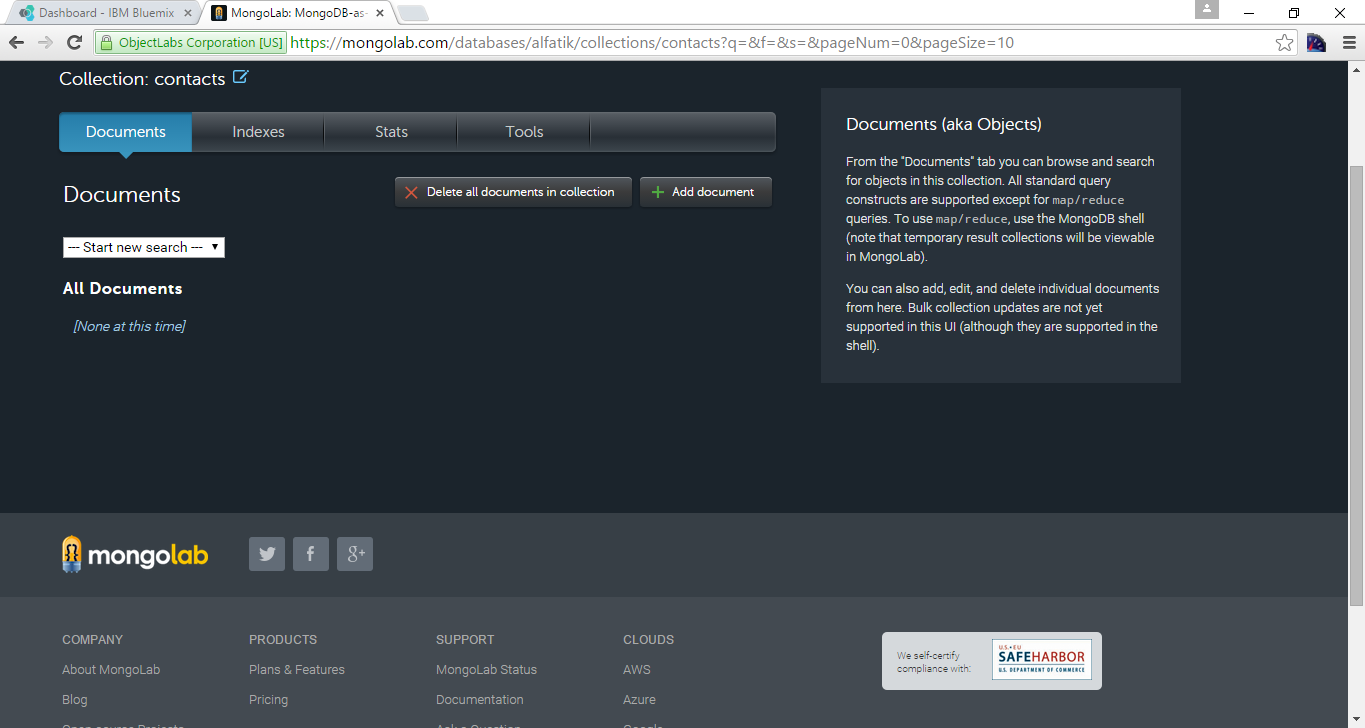 Dashboard - IBM Bluemix
MongoLab: MongoDB-as-
ObjectLabs Corporation [US] https://mongolab.com/databases/alfatik/collections/contacts?q=&f=&s=&pageNum=0&pageSize=10
Collection: contacts
Documents Indexes Stats Tools
Documents
Delete all documents in collection
Add document
--- Start new search ---
All Documents
[None at this time]
Documents (aka Objects)
From the "Documents" tab you can browse and search
for objects in this collection. All standard query
constructs are supported except for map/reduce
queries. To use map/reduce, use the MongoDB shell
(note that temporary result collections will be viewable
in MongoLab).
You can also add, edit, and delete individual documents
from here. Bulk collection updates are not yet
supported in this UI (although they are supported in the
shell).
mongolab
f
g+
COMPANY
About MongoLab
Blog
Open-source Projects
PRODUCTS
Plans & Features
Pricing
SUPPORT
MongoLab Status
Documentation
Ask a Question
CLOUDS
AWS
Azure
Google
We self-certify
compliance with:
U.S.-EU
SAFEHARBOR
U.S. DEPARTMENT OF COMMERCE